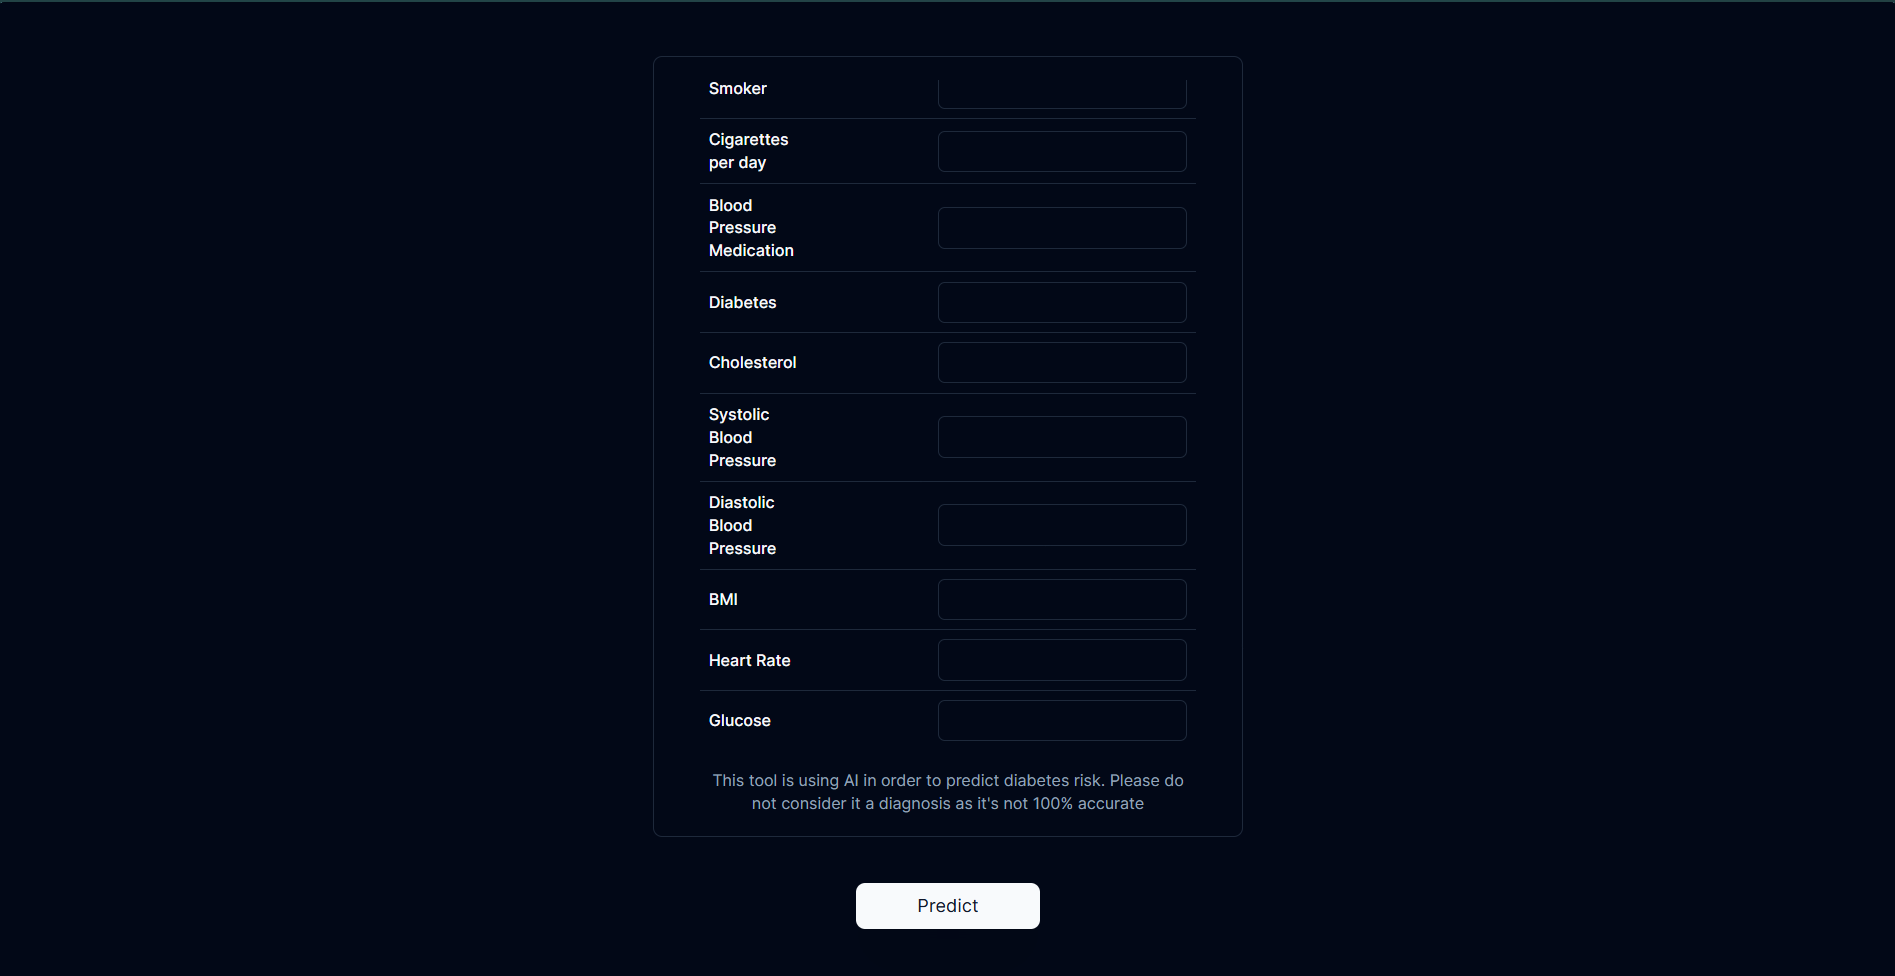 Smoker
Cigarettes
per day
Blood
Pressure
Medication
Diabetes
Cholesterol
Systolic
Blood
Pressure
Diastolic
Blood
Pressure
BMI
Heart Rate
Glucose
This tool is using AI in order to predict diabetes risk. Please do
not consider it a diagnosis as it's not 100% accurate
Predict